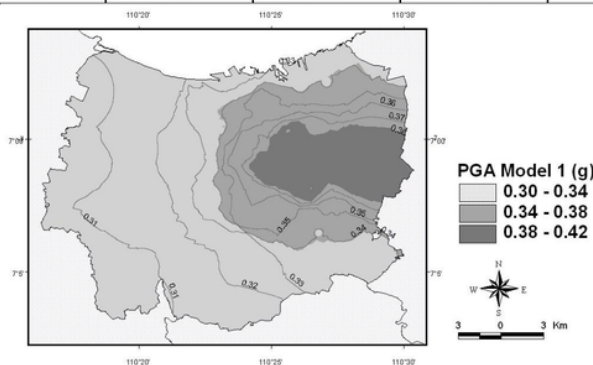 110°20' 110°25' 110°30'
0.33
0.36
0.37
7°00' 0.38 7°00'
PGA Model 1 (g)
0.30 - 0.34
0.34 - 0.38
0.38 - 0.42
0.31 0.35 0.35
0.34 0.34
7°5' 0.33 7°5'
0.31 0.32
N
W E
S
3 0 3 Km
110°20' 110°25' 110°30'